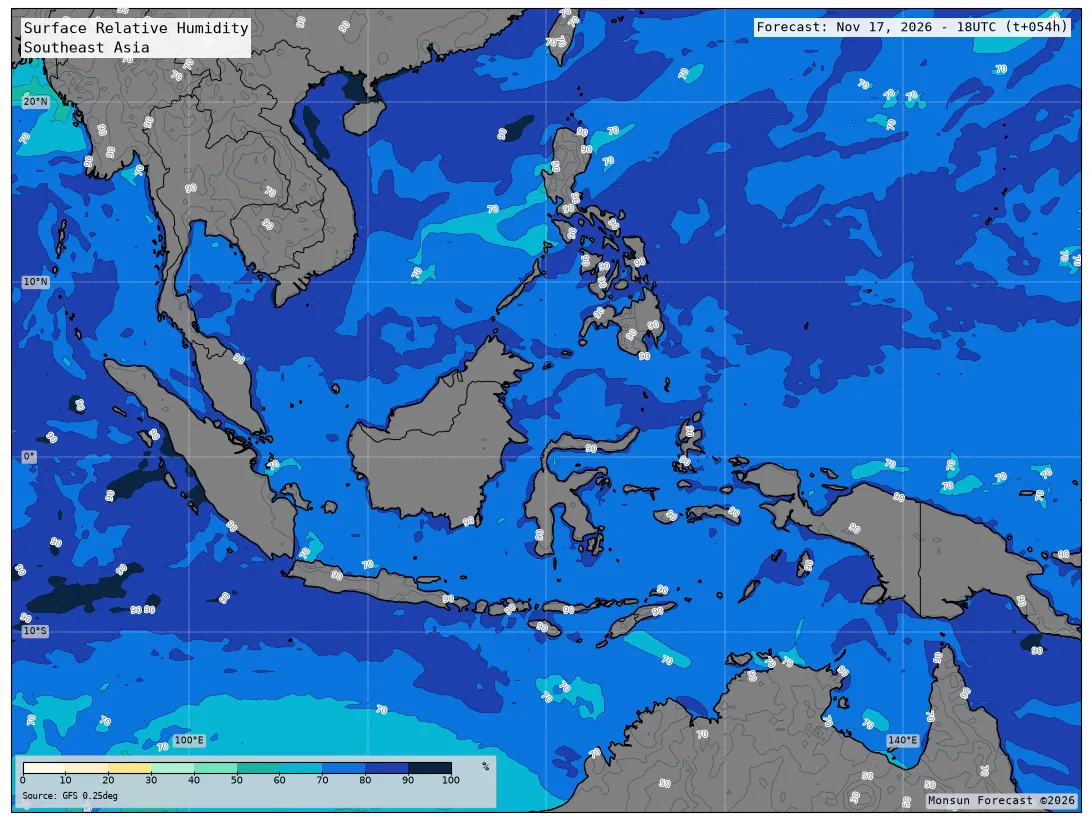 Surface Relative Humidity
Southeast Asia
Forecast: Nov 17, 2026 - 18UTC (t+054h)
20°N
10°N
0°
10°S
100°E
140°E
0 10 20 30 40 50 60 70 80 90 100
%
Source: GFS 0.25deg
Monsun Forecast ©2026